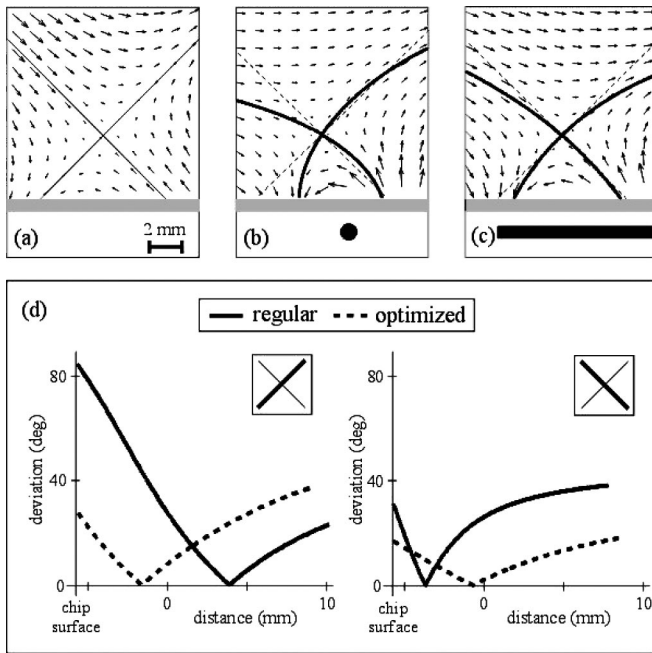 (a)
2 mm
(b)
(c)
(d)
regular
optimized
80
40
0
deviation (deg)
chip
surface
0
distance (mm)
10
80
40
0
deviation (deg)
chip
surface
0
distance (mm)
10